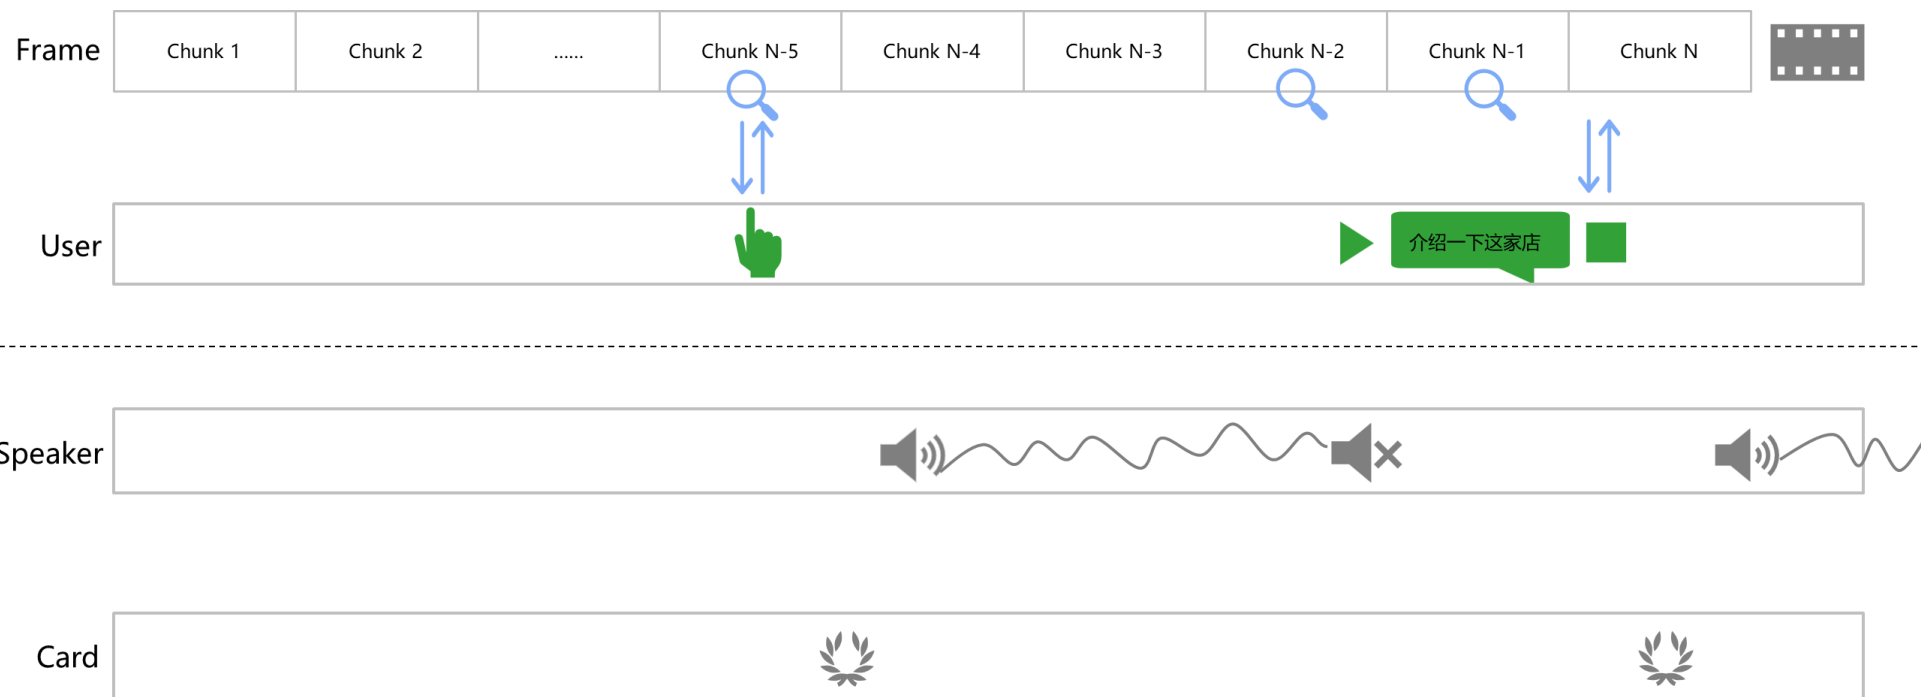 Frame
Chunk 1
Chunk 2
......
Chunk N-5
Chunk N-4
Chunk N-3
Chunk N-2
Chunk N-1
Chunk N
User
介绍一下这家店
Speaker
Card